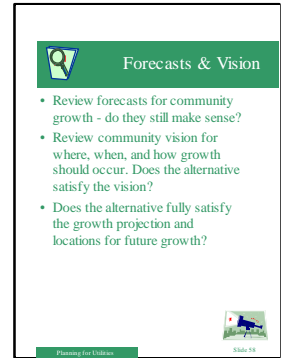 Forecasts & Vision
• Review forecasts for community
growth - do they still make sense?
• Review community vision for
where, when, and how growth
should occur. Does the alternative
satisfy the vision?
• Does the alternative fully satisfy
the growth projection and
locations for future growth?
Planning for Utilities
Slide 58